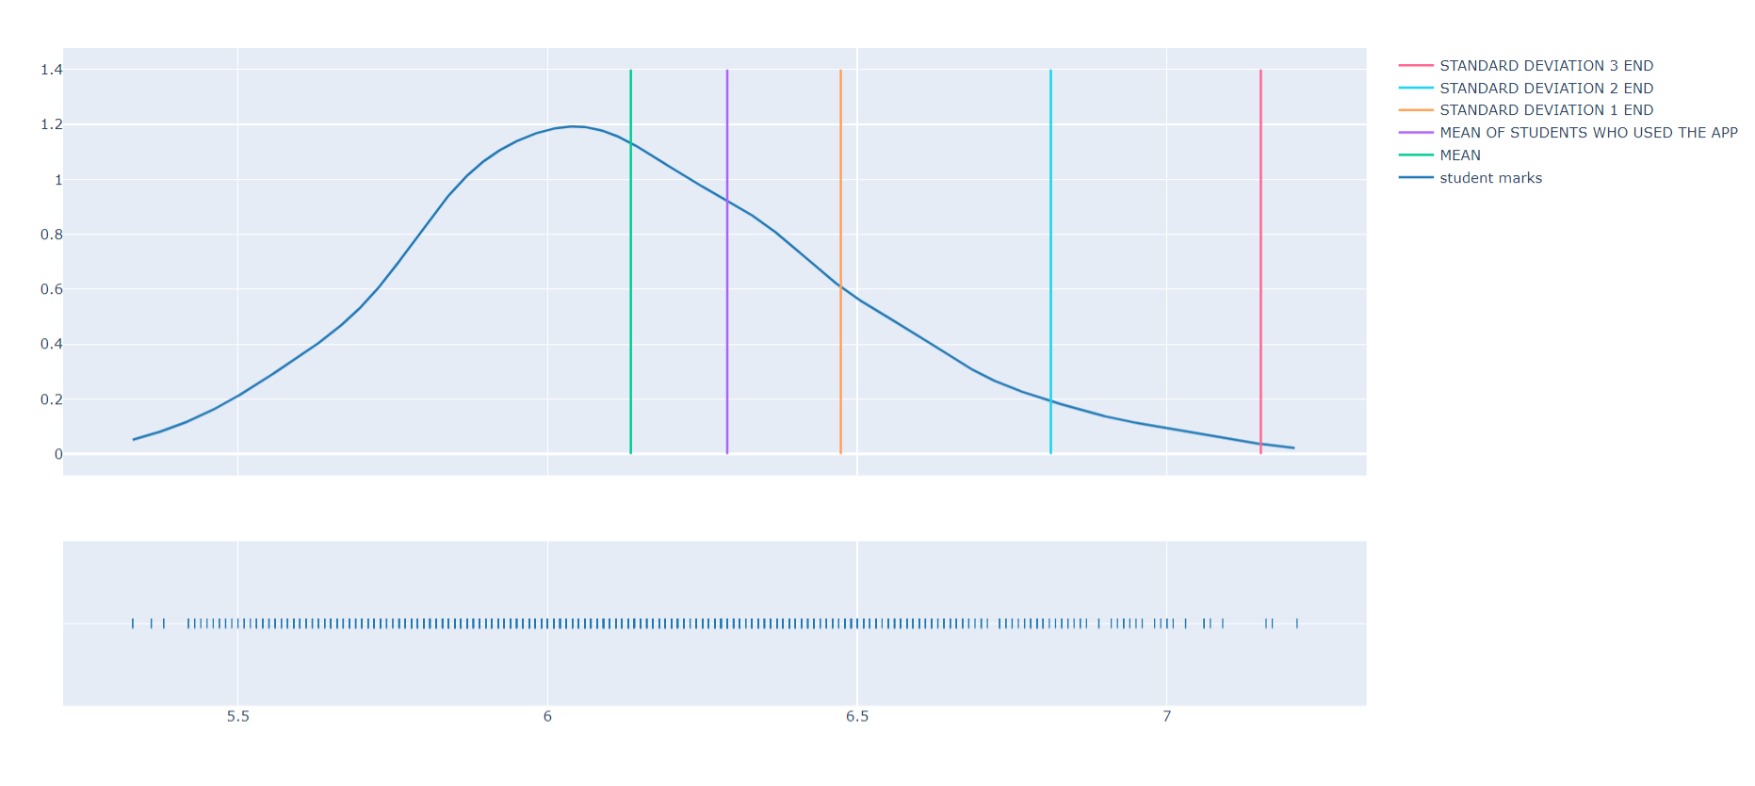 1.4
1.2
1
0.8
0.6
0.4
0.2
0
STANDARD DEVIATION 3 END
STANDARD DEVIATION 2 END
STANDARD DEVIATION 1 END
MEAN OF STUDENTS WHO USED THE APP
MEAN
student marks
5.5 6 6.5 7